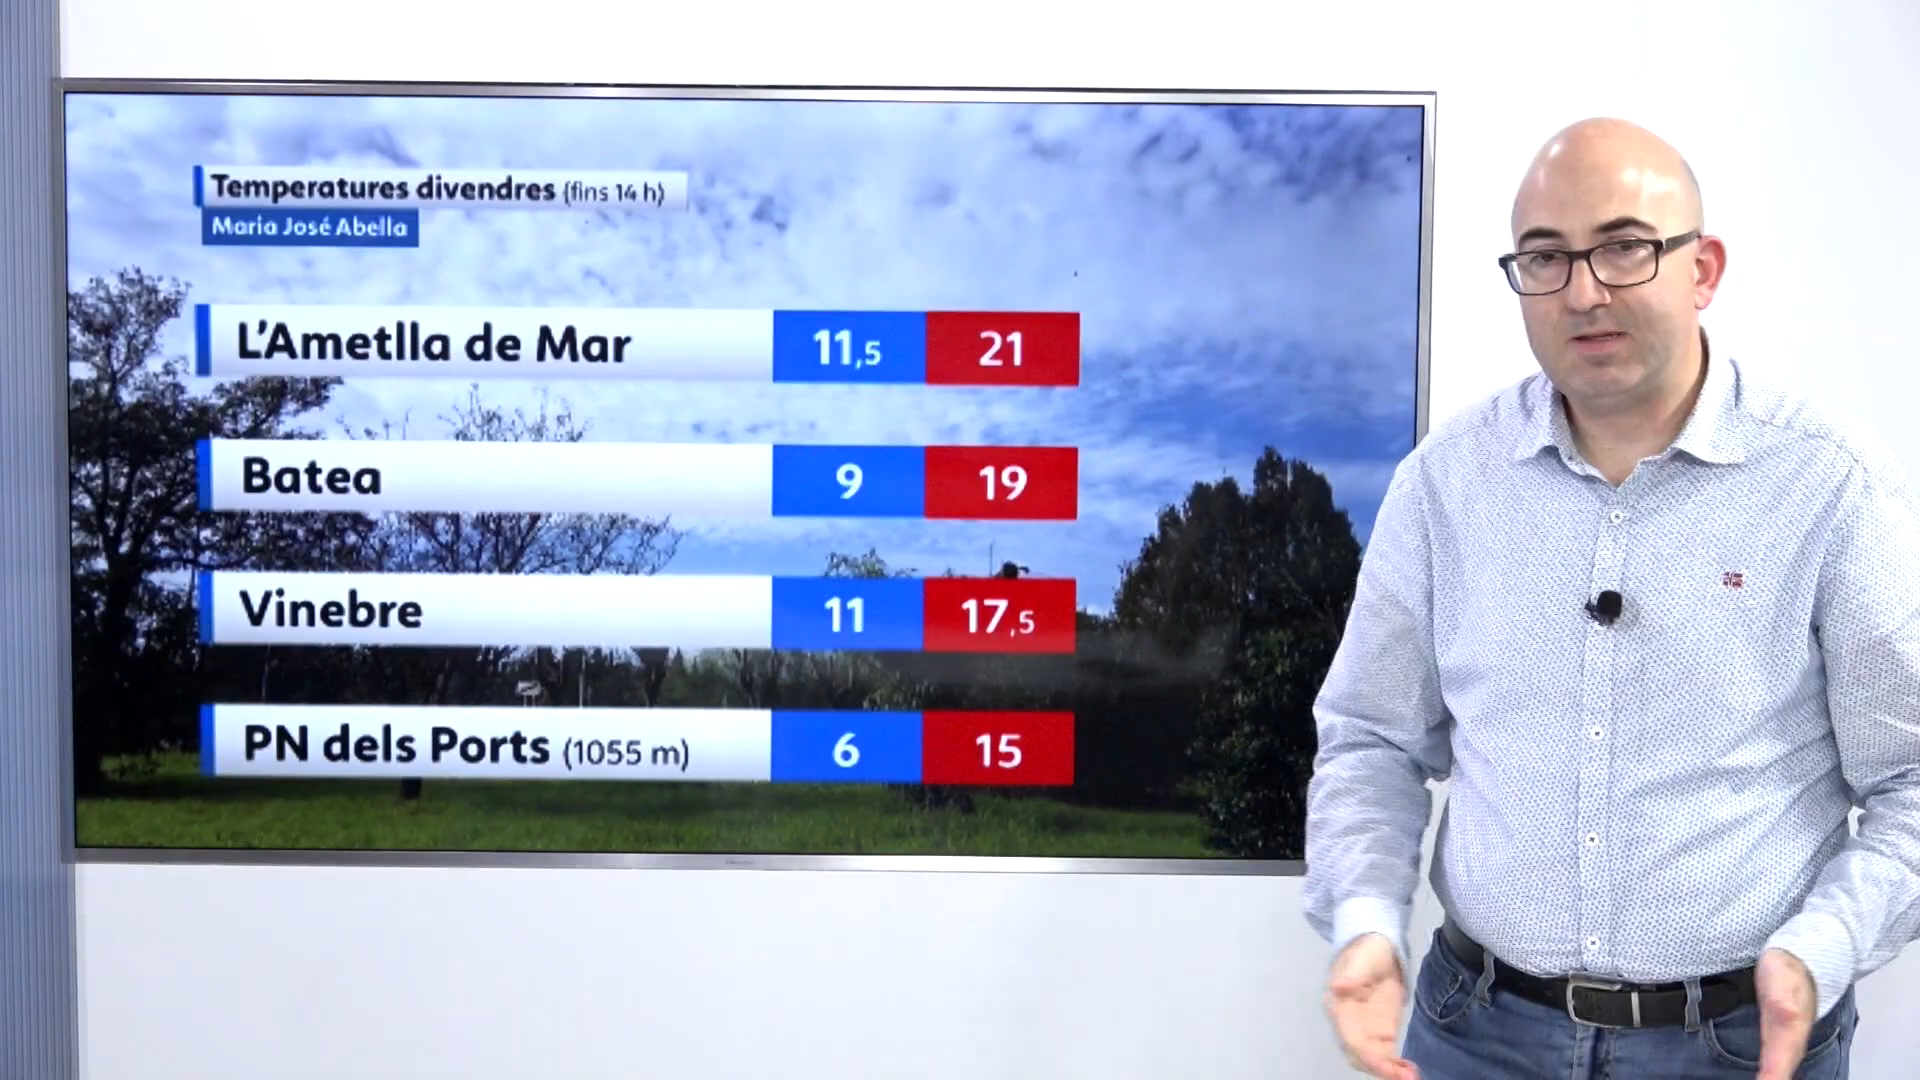 Temperatures divendres (fins 14 h)
Maria José Abella
L'Ametlla de Mar 11,5 21
Batea 9 19
Vinebre 11 17,5
PN dels Ports (1055 m) 6 15